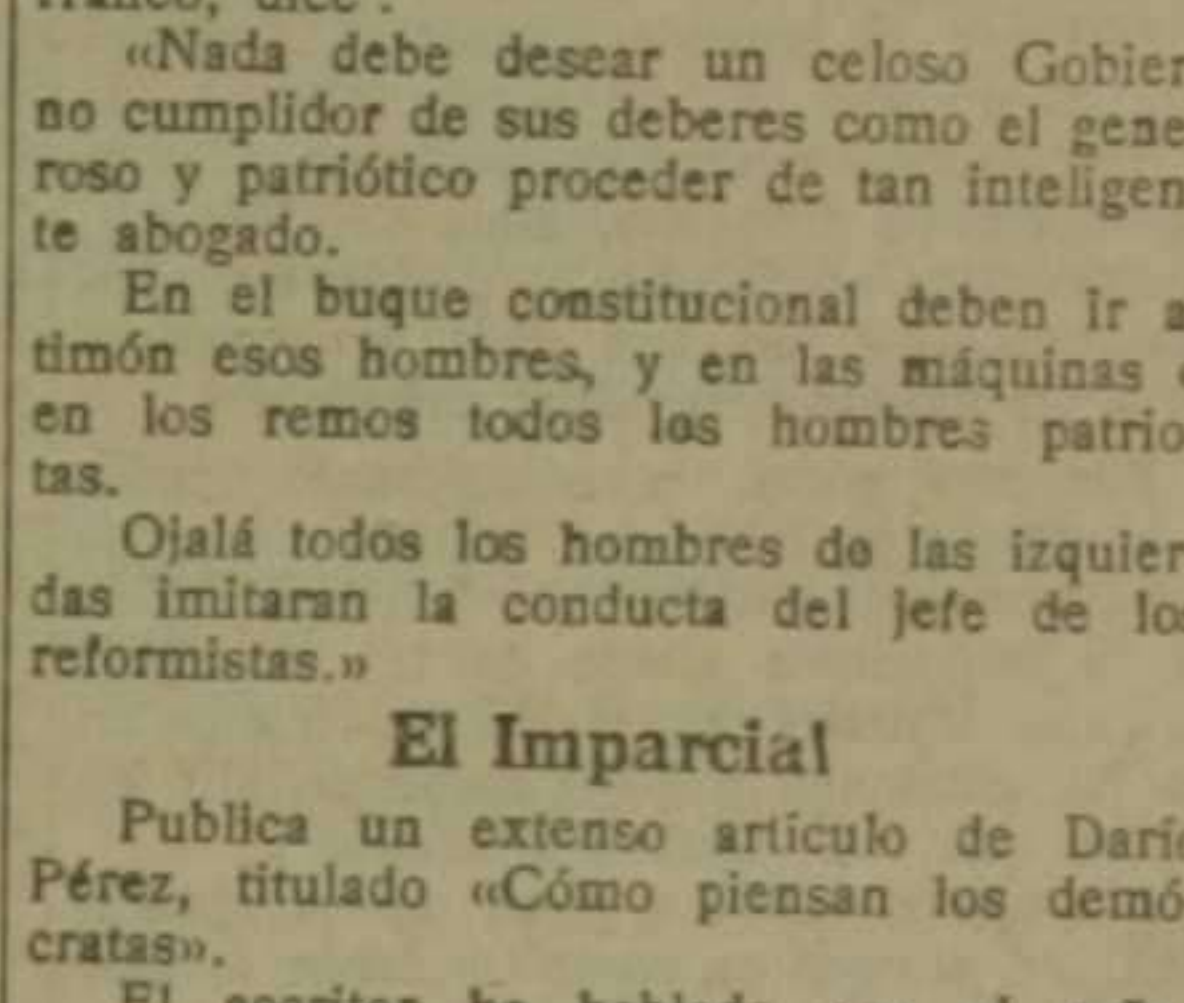 «Nada debe desear un celoso Gobier
no cumplidor de sus deberes como el gene
roso y patriótico proceder de tan inteligen
te abogado.
En el buque constitucional deben ir a
timón esos hombres, y en las máquinas
en los remos todos los hombres patrio
tas.
Ojalá todos los hombres de las izquier
das imitaran la conducta del jefe de los
reformistas.»
El Imparcial
Publica un extenso artículo de Darío
Pérez, titulado «Cómo piensan los demó
cratas».